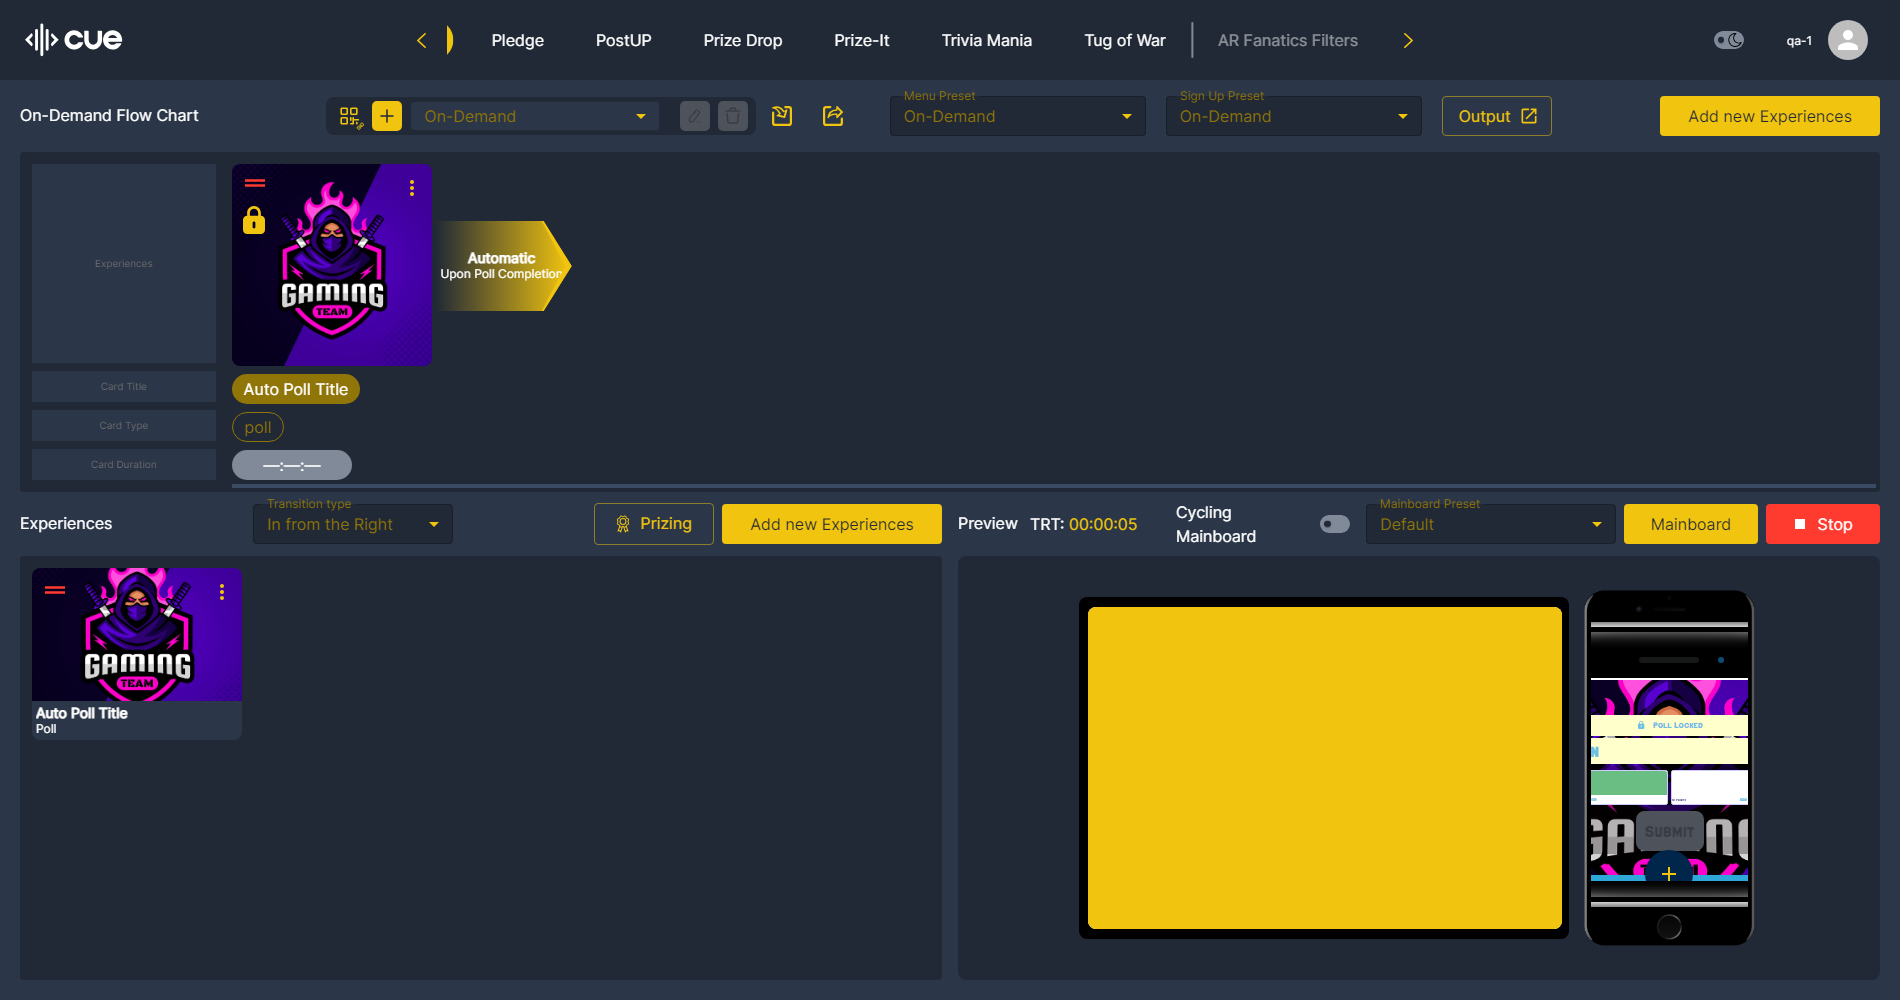 cue
Pledge
PostUP
Prize Drop
Prize-It
Trivia Mania
Tug of War
AR Fanatics Filters
qa-1
On-Demand Flow Chart
On-Demand
Menu Preset
On-Demand
Sign Up Preset
On-Demand
Output
Add new Experiences
Experiences
GAMING
TEAM
Automatic
Upon Poll Completion
Card Title
Auto Poll Title
Card Type
poll
Card Duration
—:—:—
Experiences
Transition type
In from the Right
Prizing
Add new Experiences
Preview
TRT: 00:00:05
Cycling
Mainboard
Mainboard Preset
Default
Mainboard
Stop
GAMING
TEAM
Auto Poll Title
Poll
POLL LOCKED
N
SUBMIT